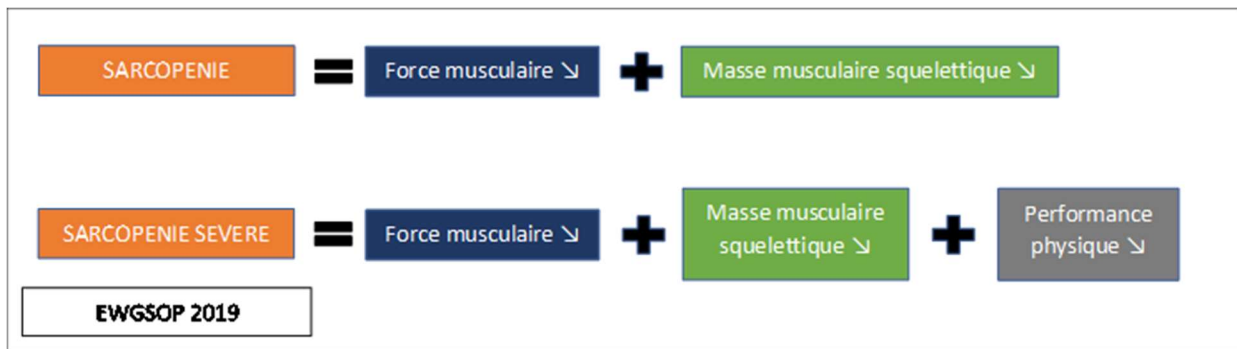 SARCOPENIE = Force musculaire ↘ + Masse musculaire squelettique ↘
SARCOPENIE SEVERE = Force musculaire ↘ + Masse musculaire
squelettique ↘ + Performance
physique ↘
EWGSOP 2019